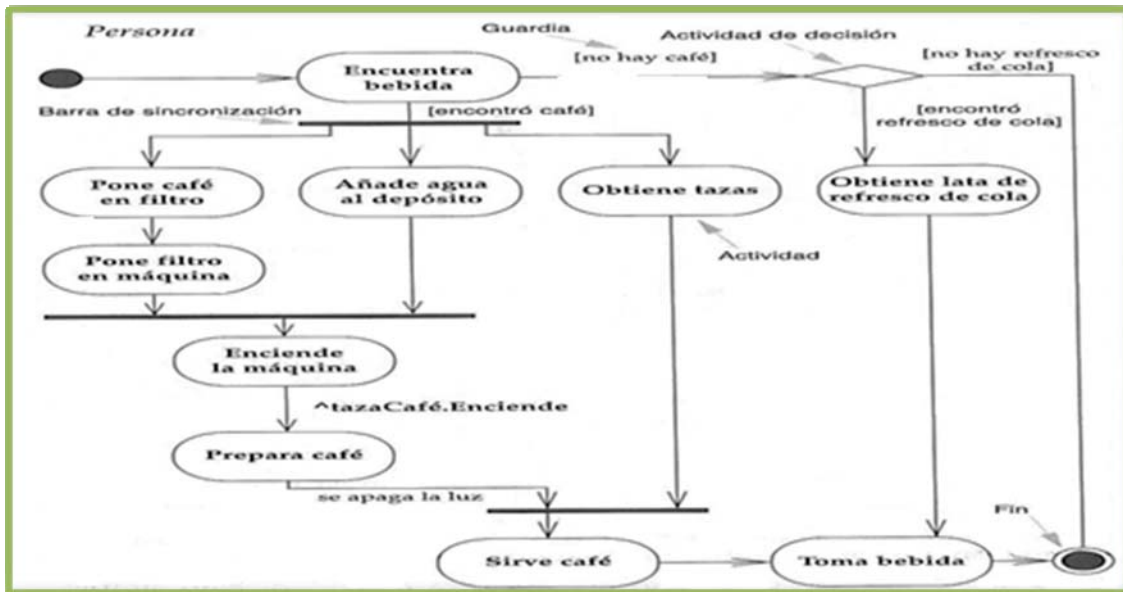 Persona
Guardia
Actividad de decisión
[no hay café]
[no hay refresco
de cola]
Encuentra
bebida
Barra de sincronización
[encontró café]
[encontró
refresco de cola]
Pone café
en filtro
Añade agua
al depósito
Obtiene tazas
Obtiene lata de
refresco de cola
Pone filtro
en máquina
Actividad
Enciende
la máquina
^tazaCafé.Enciende
Prepara café
se apaga la luz
Fin
Sirve café
Toma bebida